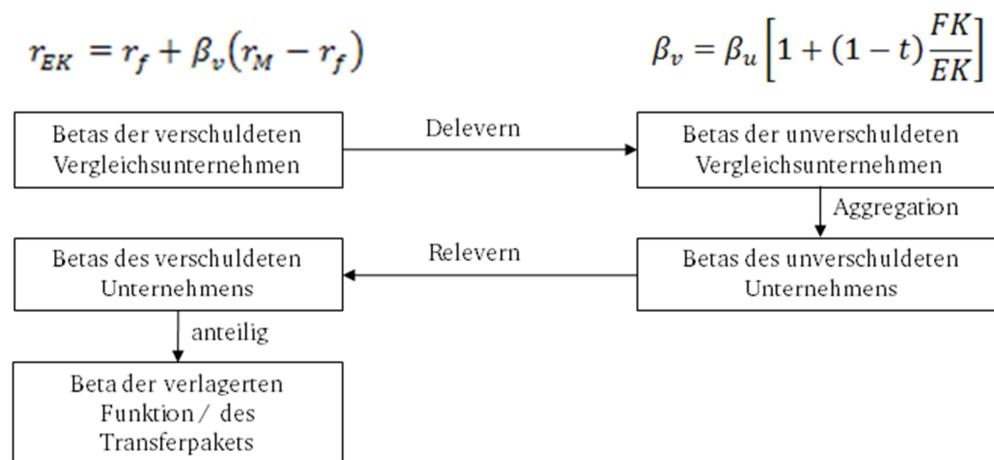 r_EK = r_f + β_v(r_M − r_f)
β_v = β_u [1 + (1 − t) FK/EK]
Betas der verschuldeten
Vergleichsunternehmen
Delevern
Betas der unverschuldeten
Vergleichsunternehmen
Aggregation
Betas des verschuldeten
Unternehmens
Relevern
Betas des unverschuldeten
Unternehmens
anteilig
Beta der verlagerten
Funktion / des
Transferpakets